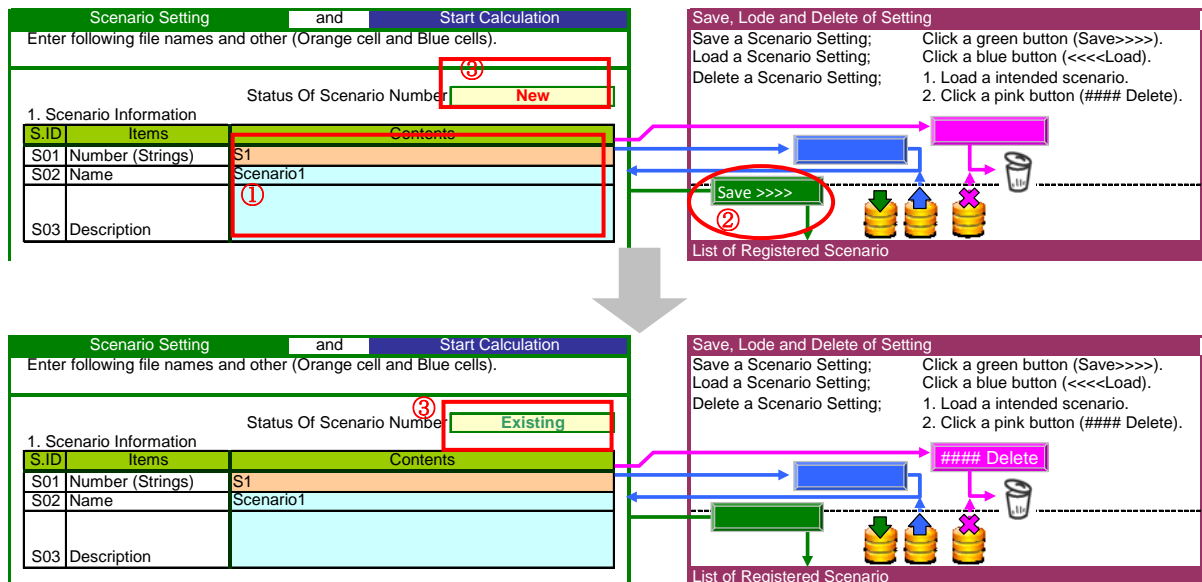 Scenario Setting and Start Calculation
Enter following file names and other (Orange cell and Blue cells).
③
Status Of Scenario Number New
1. Scenario Information
S.ID Items Contents
S01 Number (Strings) S1
S02 Name Scenario1
①
S03 Description
Save, Lode and Delete of Setting
Save a Scenario Setting; Click a green button (Save>>>>).
Load a Scenario Setting; Click a blue button (<<<<Load).
Delete a Scenario Setting; 1. Load a intended scenario.
2. Click a pink button (#### Delete).
Save >>>>
②
List of Registered Scenario
Scenario Setting and Start Calculation
Enter following file names and other (Orange cell and Blue cells).
③
Status Of Scenario Number Existing
1. Scenario Information
S.ID Items Contents
S01 Number (Strings) S1
S02 Name Scenario1
S03 Description
Save, Lode and Delete of Setting
Save a Scenario Setting; Click a green button (Save>>>>).
Load a Scenario Setting; Click a blue button (<<<<Load).
Delete a Scenario Setting; 1. Load a intended scenario.
2. Click a pink button (#### Delete).
#### Delete
List of Registered Scenario